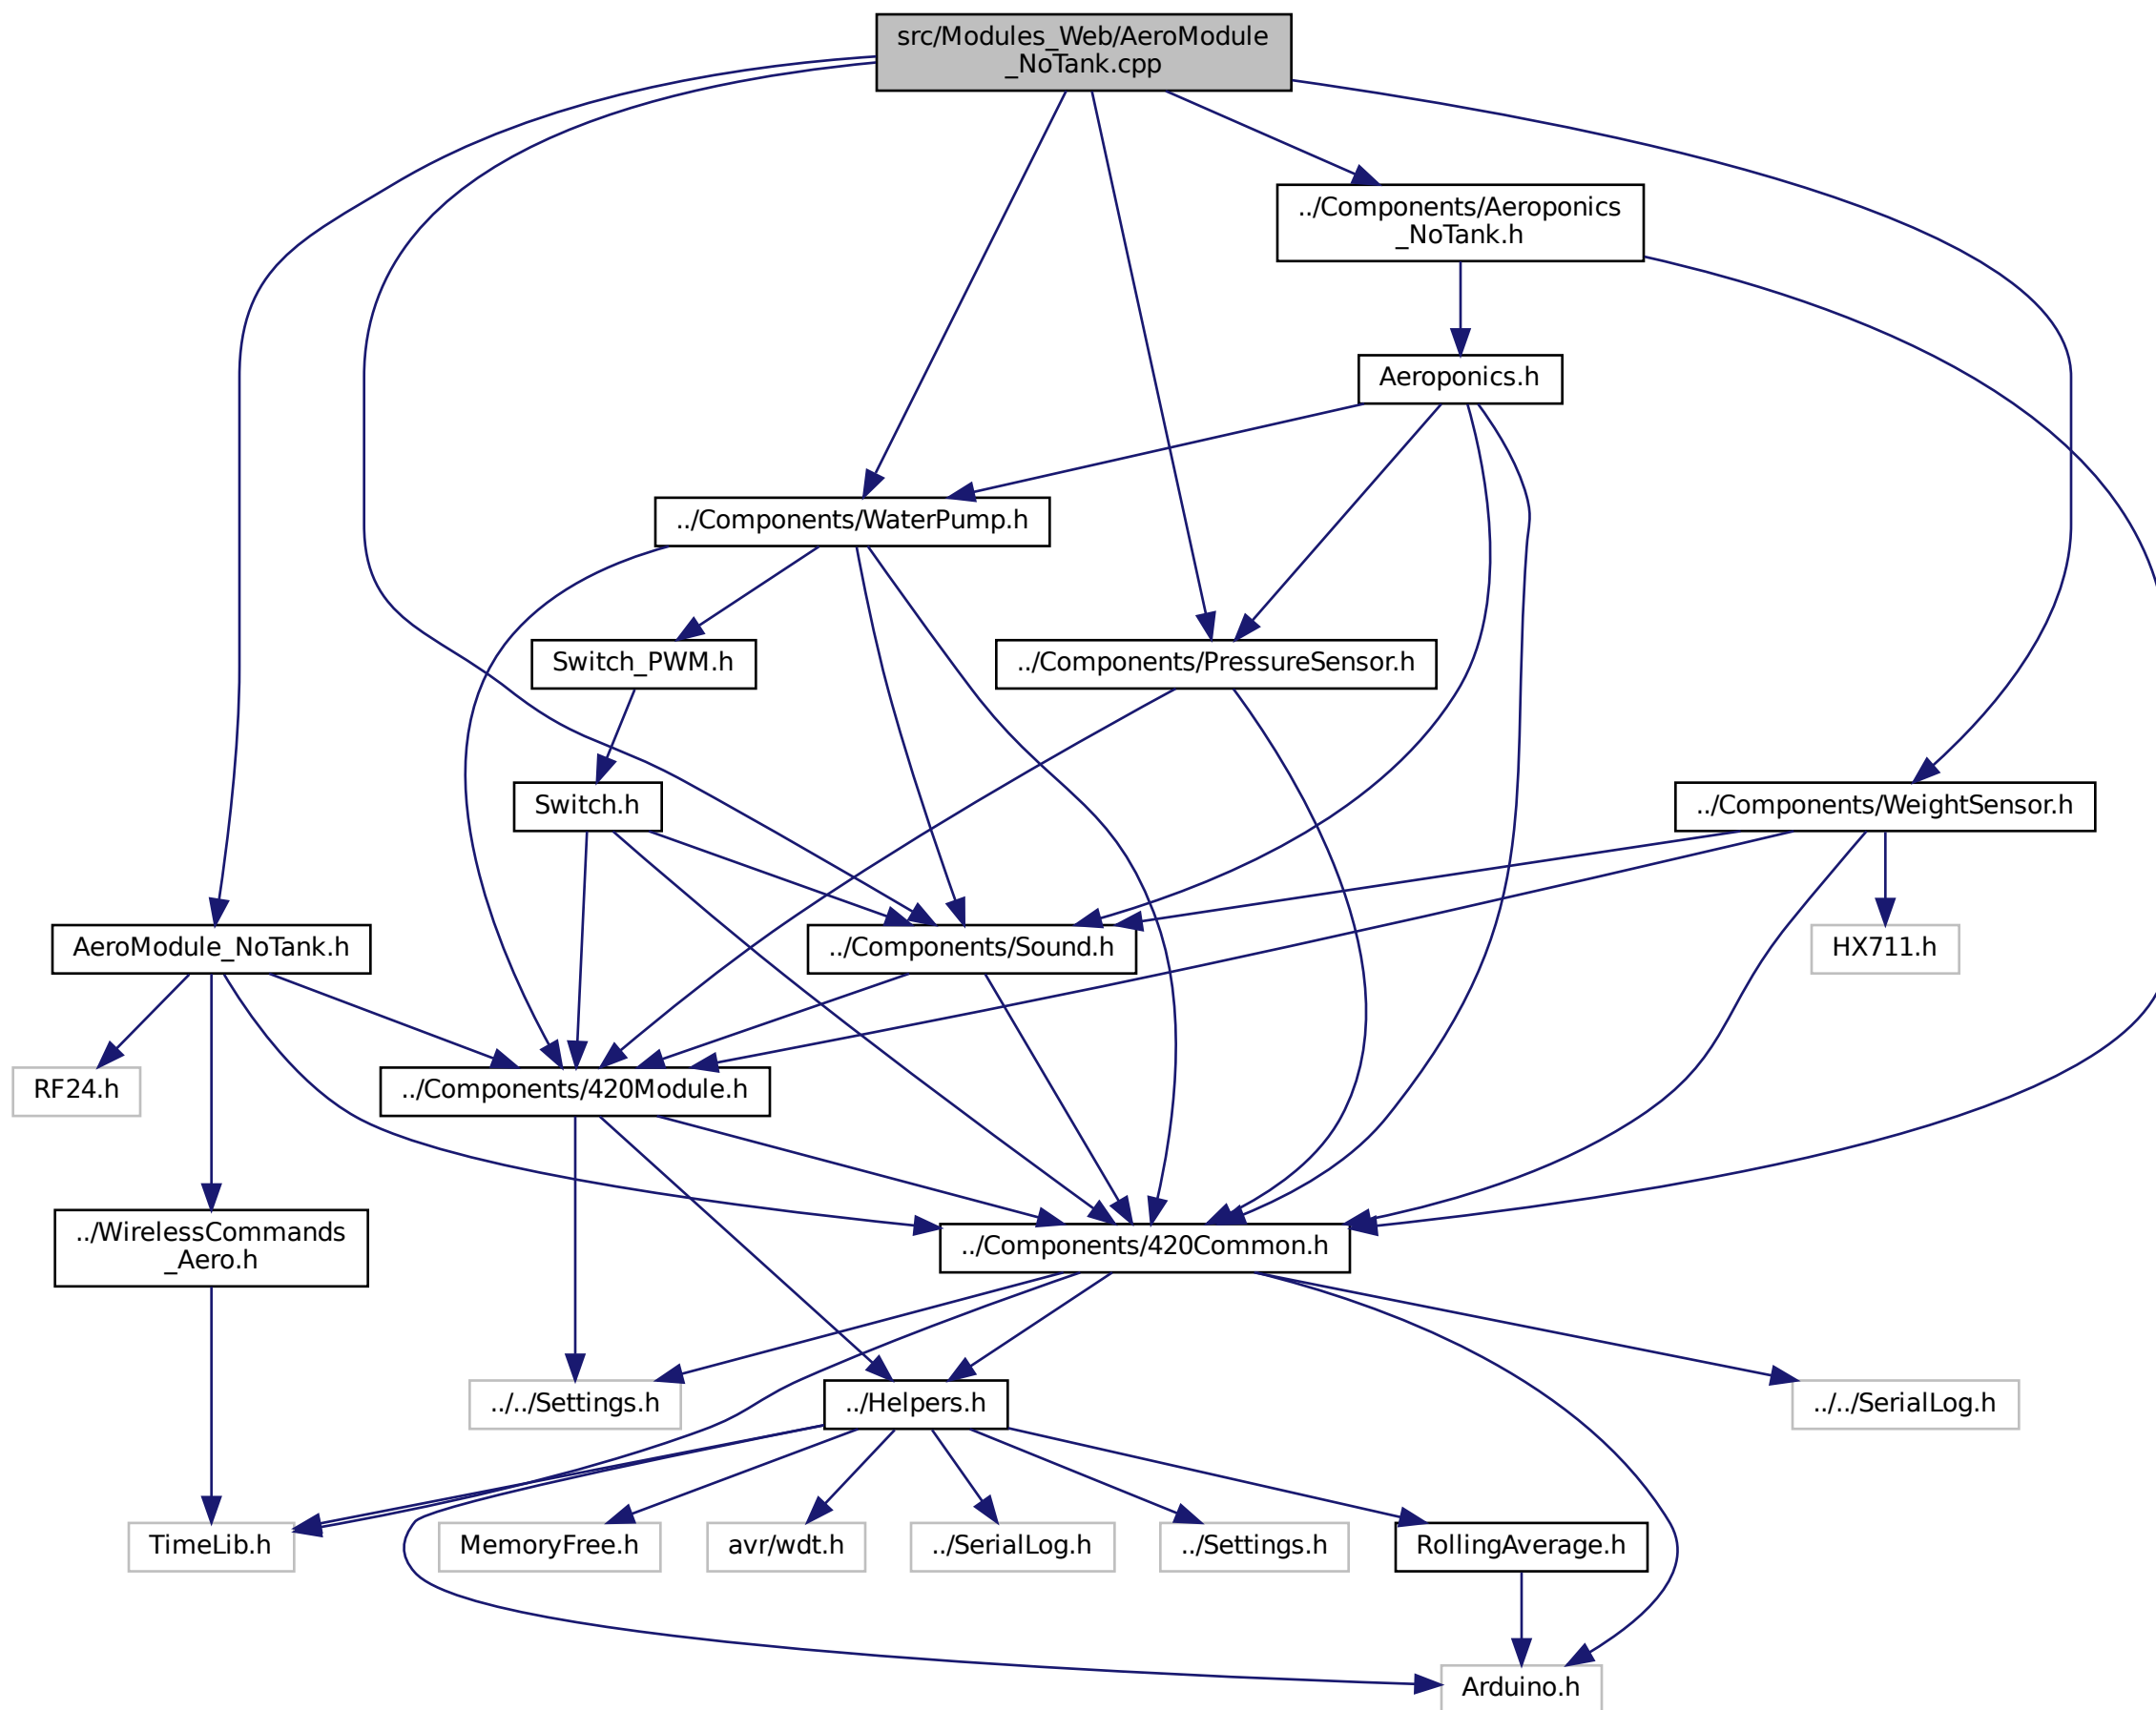 src/Modules_Web/AeroModule
_NoTank.cpp
../Components/Aeroponics
_NoTank.h
Aeroponics.h
../Components/WaterPump.h
Switch_PWM.h
../Components/PressureSensor.h
Switch.h
../Components/WeightSensor.h
AeroModule_NoTank.h
../Components/Sound.h
HX711.h
RF24.h
../Components/420Module.h
../WirelessCommands
_Aero.h
../Components/420Common.h
../../Settings.h
../Helpers.h
../../SerialLog.h
TimeLib.h
MemoryFree.h
avr/wdt.h
../SerialLog.h
../Settings.h
RollingAverage.h
Arduino.h